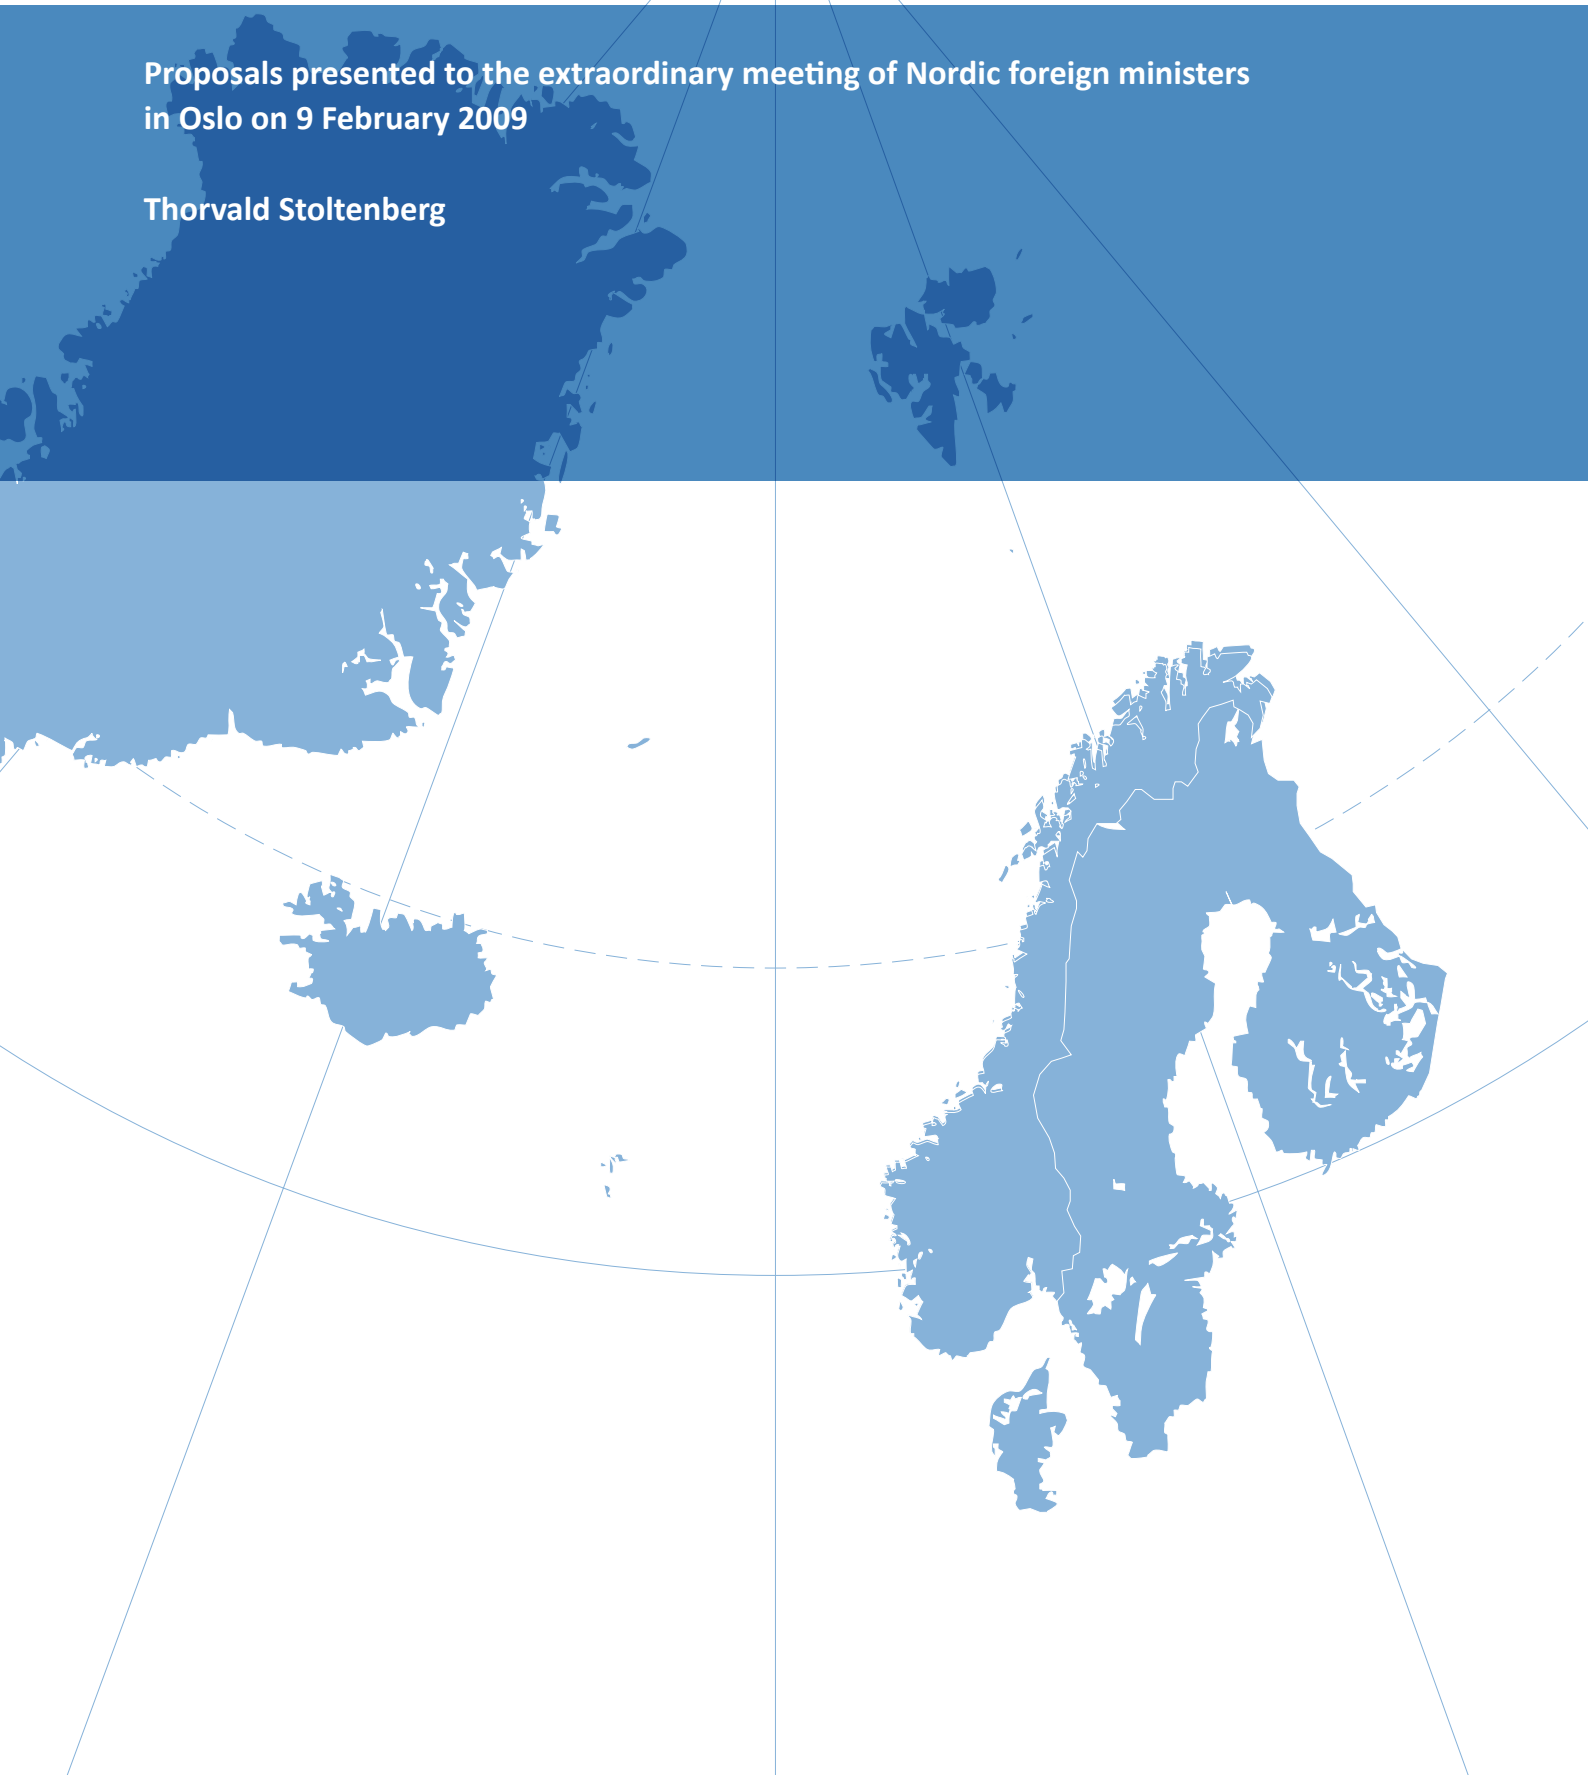 Proposals presented to the extraordinary meeting of Nordic foreign ministers
in Oslo on 9 February 2009
Thorvald Stoltenberg